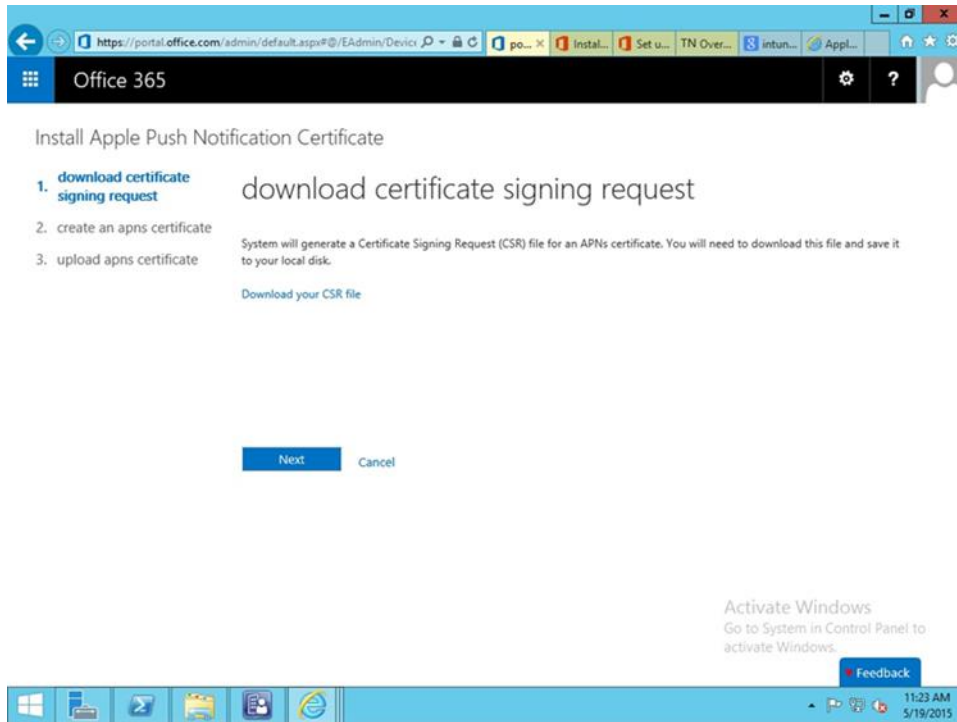 https://portal.office.com/admin/default.aspx#@/EAdmin/Device
po...
Instal...
Set u...
TN Over...
intun...
Appl...
Office 365
?
Install Apple Push Notification Certificate
1. download certificate
signing request
2. create an apns certificate
3. upload apns certificate
download certificate signing request
System will generate a Certificate Signing Request (CSR) file for an APNs certificate. You will need to download this file and save it
to your local disk.
Download your CSR file
Next
Cancel
Activate Windows
Go to System in Control Panel to
activate Windows.
Feedback
11:23 AM
5/19/2015